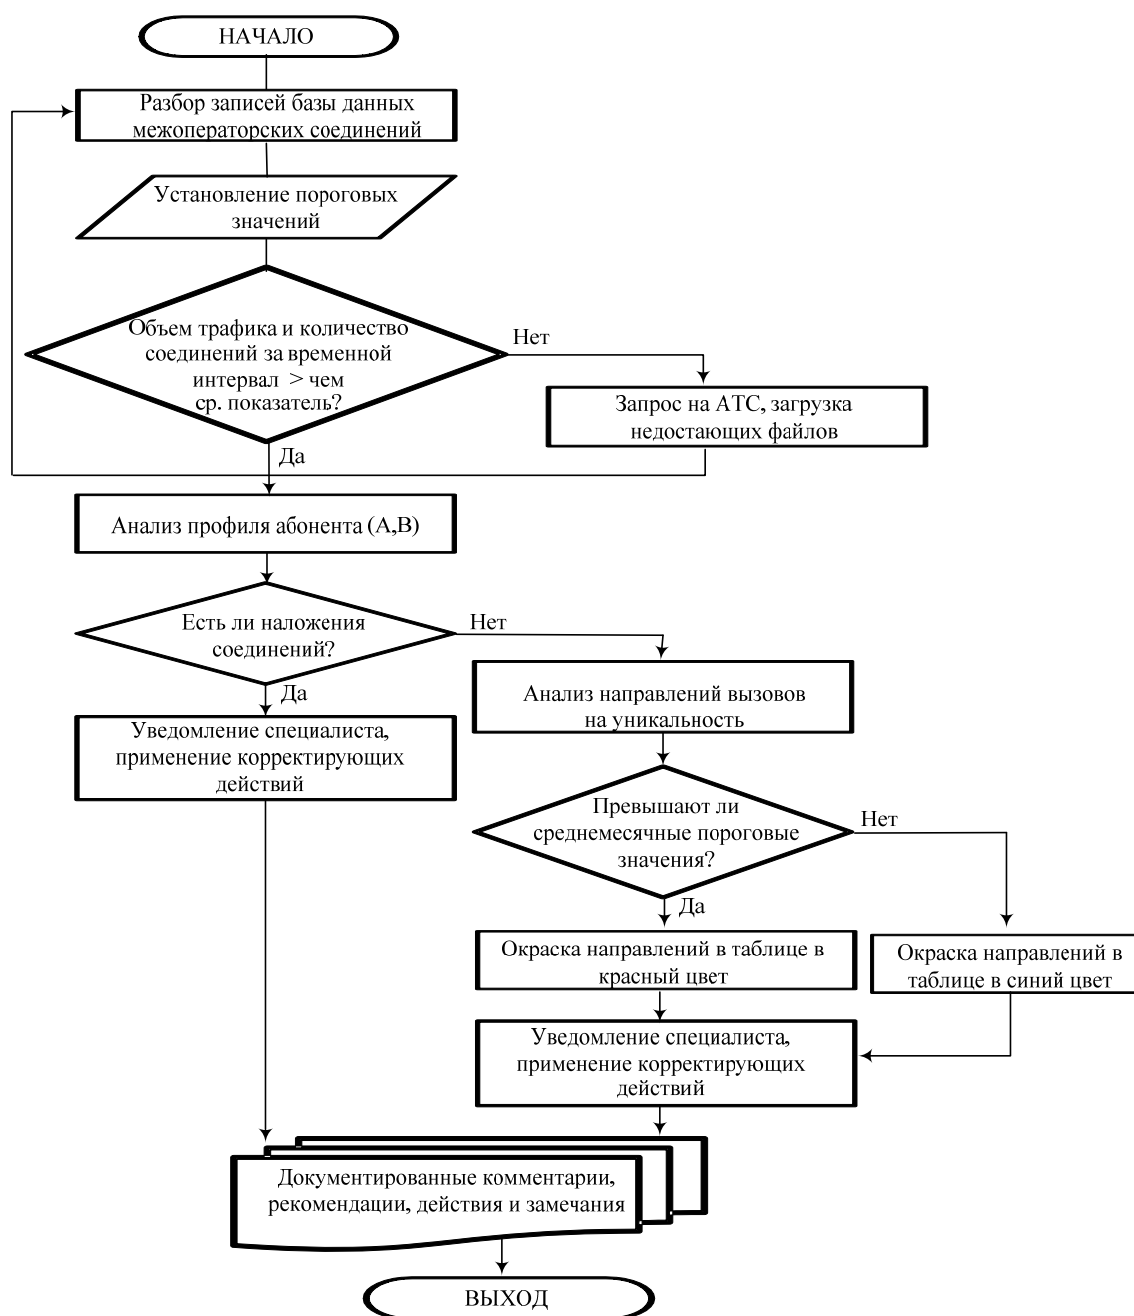 НАЧАЛО
Разбор записей базы данных
межоператорских соединений
Установление пороговых
значений
Объем трафика и количество
соединений за временной
интервал > чем
ср. показатель?
Нет
Запрос на АТС, загрузка
недостающих файлов
Да
Анализ профиля абонента (А,В)
Есть ли наложения
соединений?
Нет
Да
Анализ направлений вызовов
на уникальность
Уведомление специалиста,
применение корректирующих
действий
Превышают ли
среднемесячные пороговые
значения?
Нет
Да
Окраска направлений в таблице в
красный цвет
Окраска направлений в
таблице в синий цвет
Уведомление специалиста,
применение корректирующих
действий
Документированные комментарии,
рекомендации, действия и замечания
ВЫХОД